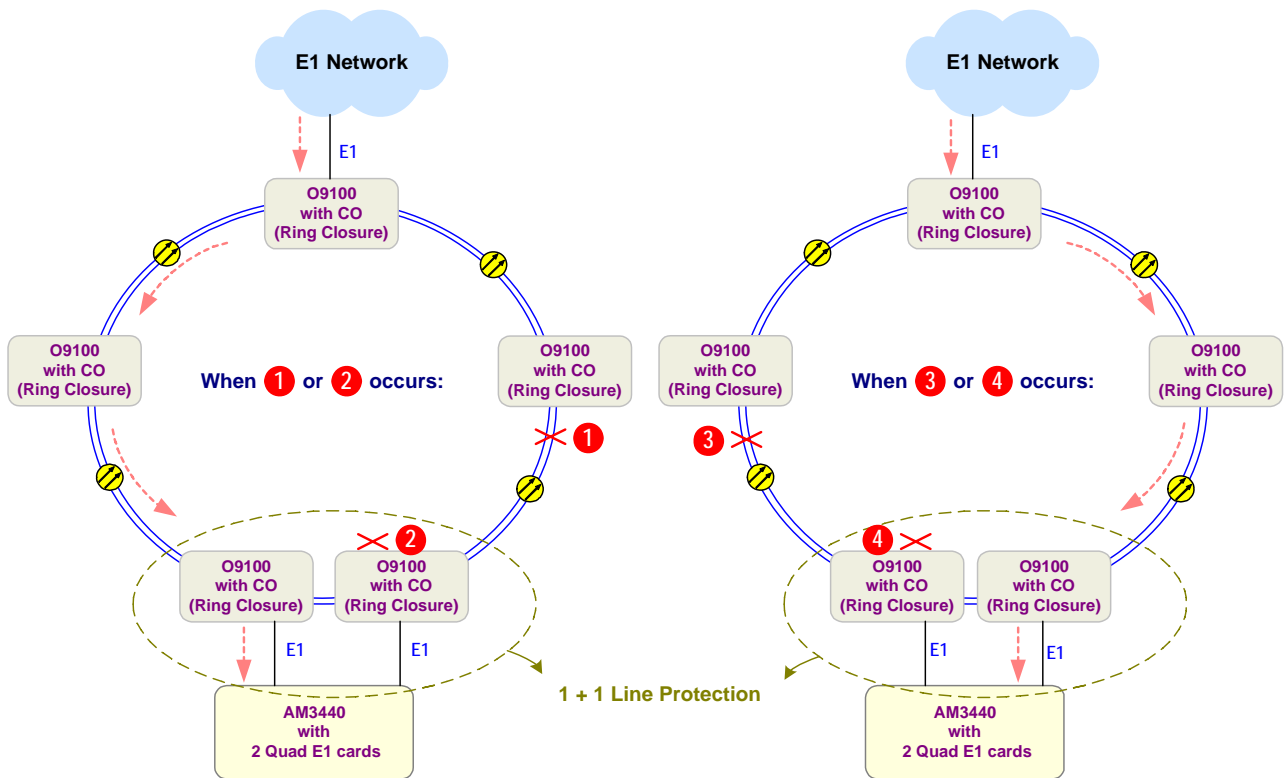 E1 Network
E1
O9100
with CO
(Ring Closure)
O9100
with CO
(Ring Closure)
When 1 or 2 occurs:
O9100
with CO
(Ring Closure)
1
2
O9100
with CO
(Ring Closure)
O9100
with CO
(Ring Closure)
E1
E1
AM3440
with
2 Quad E1 cards
1 + 1 Line Protection
E1 Network
E1
O9100
with CO
(Ring Closure)
O9100
with CO
(Ring Closure)
When 3 or 4 occurs:
O9100
with CO
(Ring Closure)
3
4
O9100
with CO
(Ring Closure)
O9100
with CO
(Ring Closure)
E1
E1
AM3440
with
2 Quad E1 cards